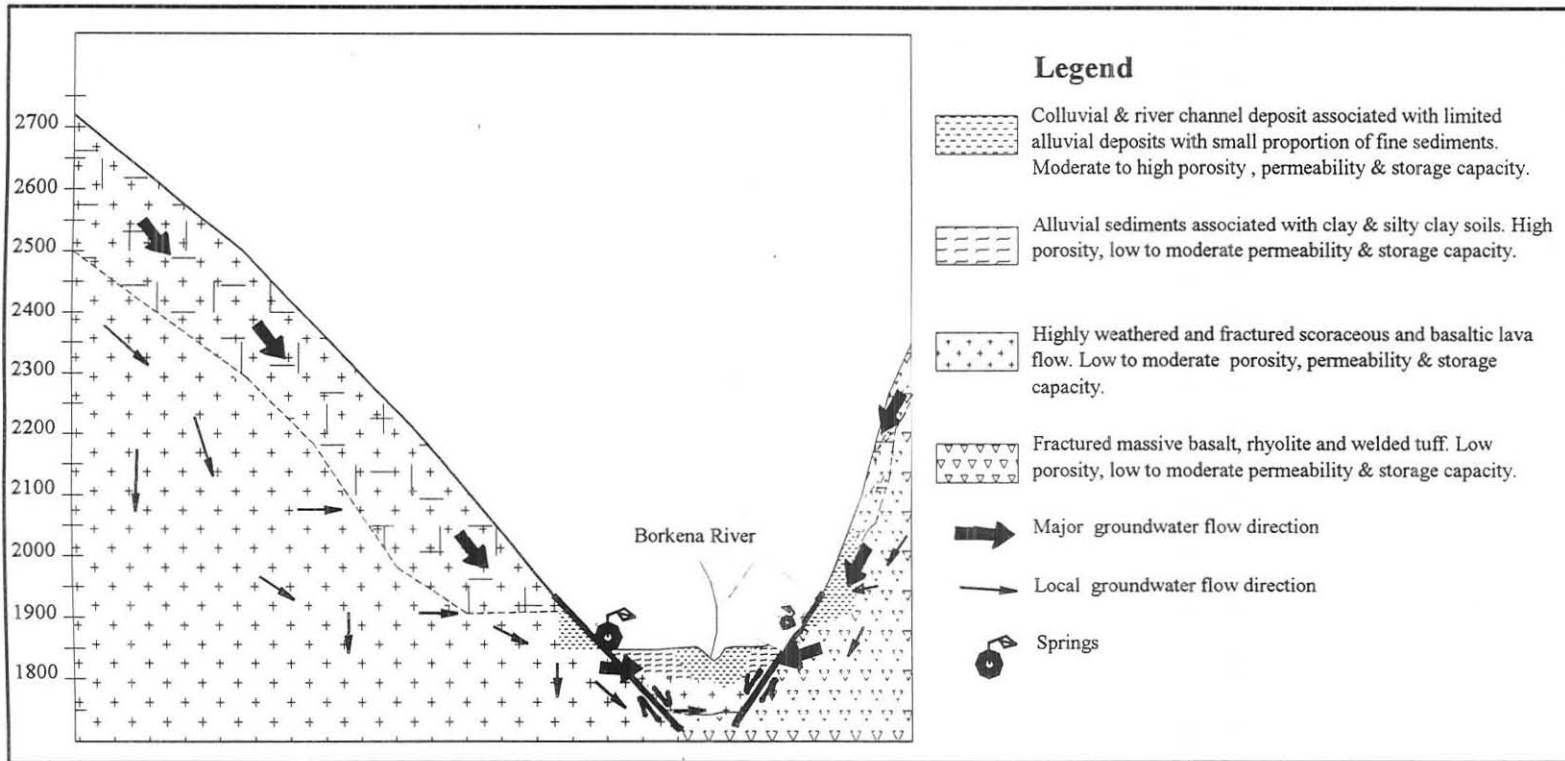 2700
2600
2500
2400
2300
2200
2100
2000
1900
1800
Borkena River
Legend
Colluvial & river channel deposit associated with limited
alluvial deposits with small proportion of fine sediments.
Moderate to high porosity , permeability & storage capacity.
Alluvial sediments associated with clay & silty clay soils. High
porosity, low to moderate permeability & storage capacity.
Highly weathered and fractured scoraceous and basaltic lava
flow. Low to moderate porosity, permeability & storage
capacity.
Fractured massive basalt, rhyolite and welded tuff. Low
porosity, low to moderate permeability & storage capacity.
Major groundwater flow direction
Local groundwater flow direction
Springs